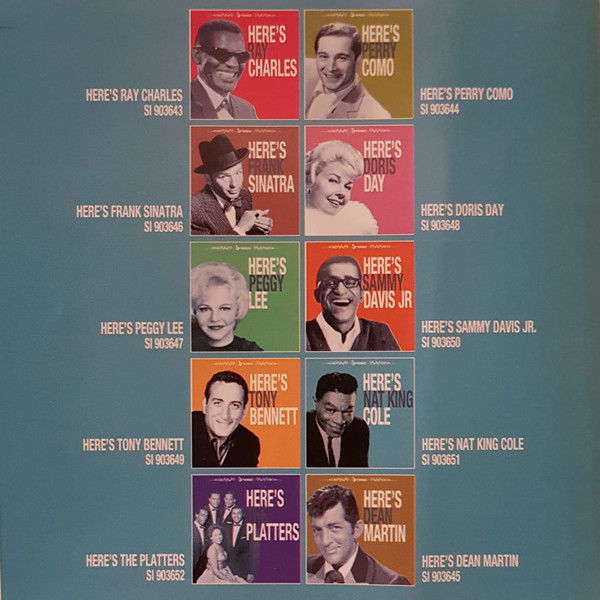 HERE'S
RAY
CHARLES
HERE'S RAY CHARLES
SI 903643
HERE'S
PERRY
COMO
HERE'S PERRY COMO
SI 903644
HERE'S
FRANK
SINATRA
HERE'S FRANK SINATRA
SI 903646
HERE'S
DORIS
DAY
HERE'S DORIS DAY
SI 903648
HERE'S
PEGGY
LEE
HERE'S PEGGY LEE
SI 903647
HERE'S
SAMMY
DAVIS JR
HERE'S SAMMY DAVIS JR.
SI 903650
HERE'S
TONY
BENNETT
HERE'S TONY BENNETT
SI 903649
HERE'S
NAT KING
COLE
HERE'S NAT KING COLE
SI 903651
HERE'S
PLATTERS
HERE'S THE PLATTERS
SI 903652
HERE'S
DEAN
MARTIN
HERE'S DEAN MARTIN
SI 903645